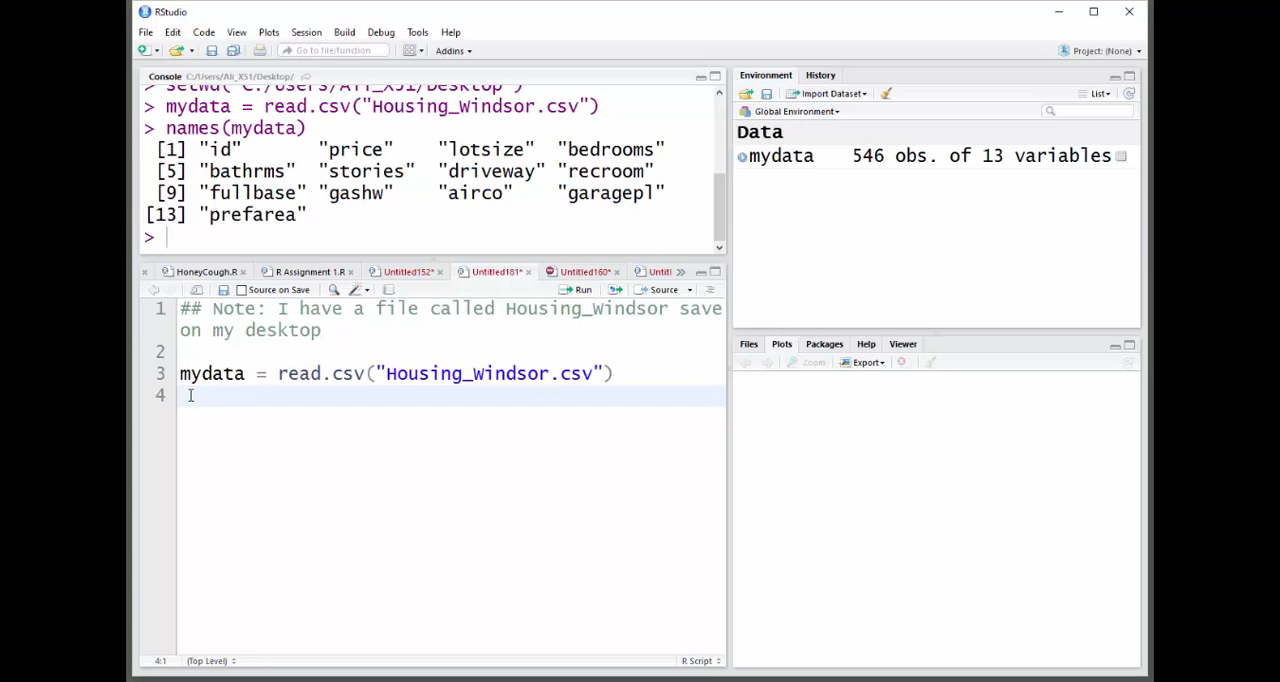 RStudio
File Edit Code View Plots Session Build Debug Tools Help
Go to file/function Addins Project: (None)
Console C:/Users/Ali_X51/Desktop/
> setwd("C:/Users/Ali_X51/Desktop")
> mydata = read.csv("Housing_Windsor.csv")
> names(mydata)
[1] "id" "price" "lotsize" "bedrooms"
[5] "bathrms" "stories" "driveway" "recroom"
[9] "fullbase" "gashw" "airco" "garagepl"
[13] "prefarea"
>
HoneyCough.R R Assignment 1.R Untitled152* Untitled181* Untitled160* Untitl
Source on Save Run Source
1 ## Note: I have a file called Housing_Windsor save
on my desktop
2
3 mydata = read.csv("Housing_Windsor.csv")
4
4:1 (Top Level) R Script
Environment History
Import Dataset List
Global Environment
Data
mydata 546 obs. of 13 variables
Files Plots Packages Help Viewer
Zoom Export